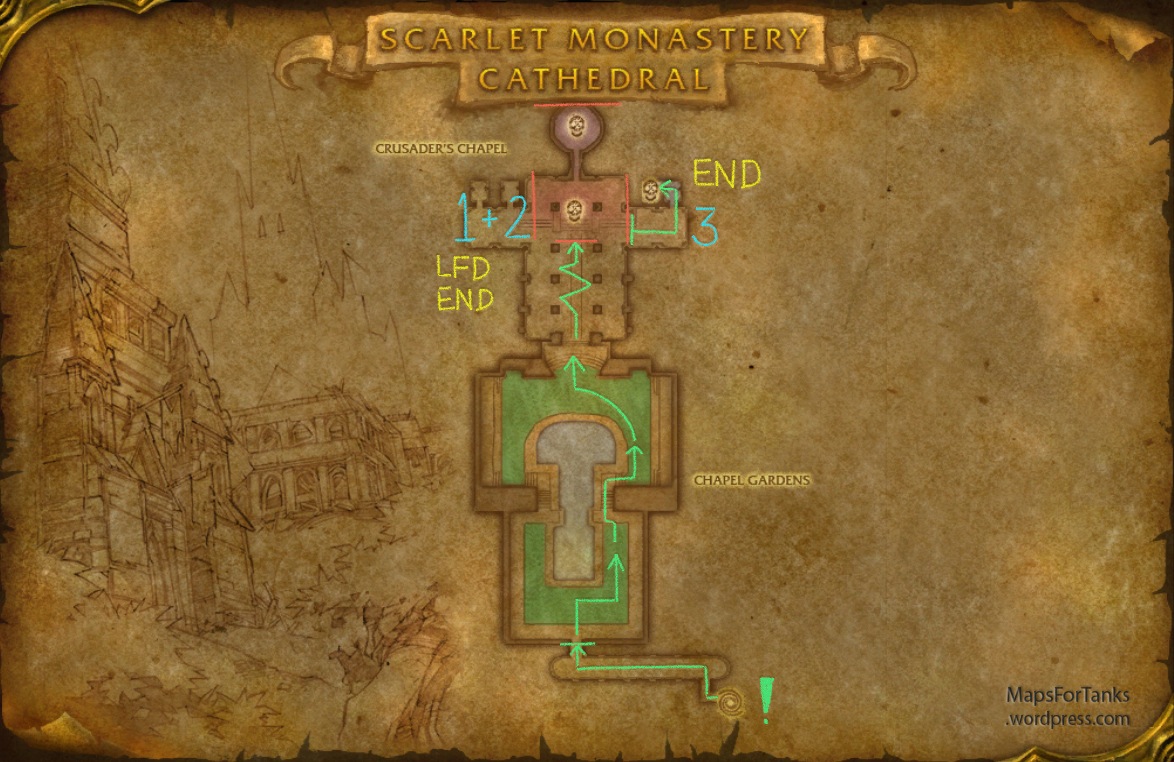 SCARLET MONASTERY
CATHEDRAL
CRUSADER'S CHAPEL
END
1+2
3
LFD
END
CHAPEL GARDENS
!
MapsForTanks
.wordpress.com